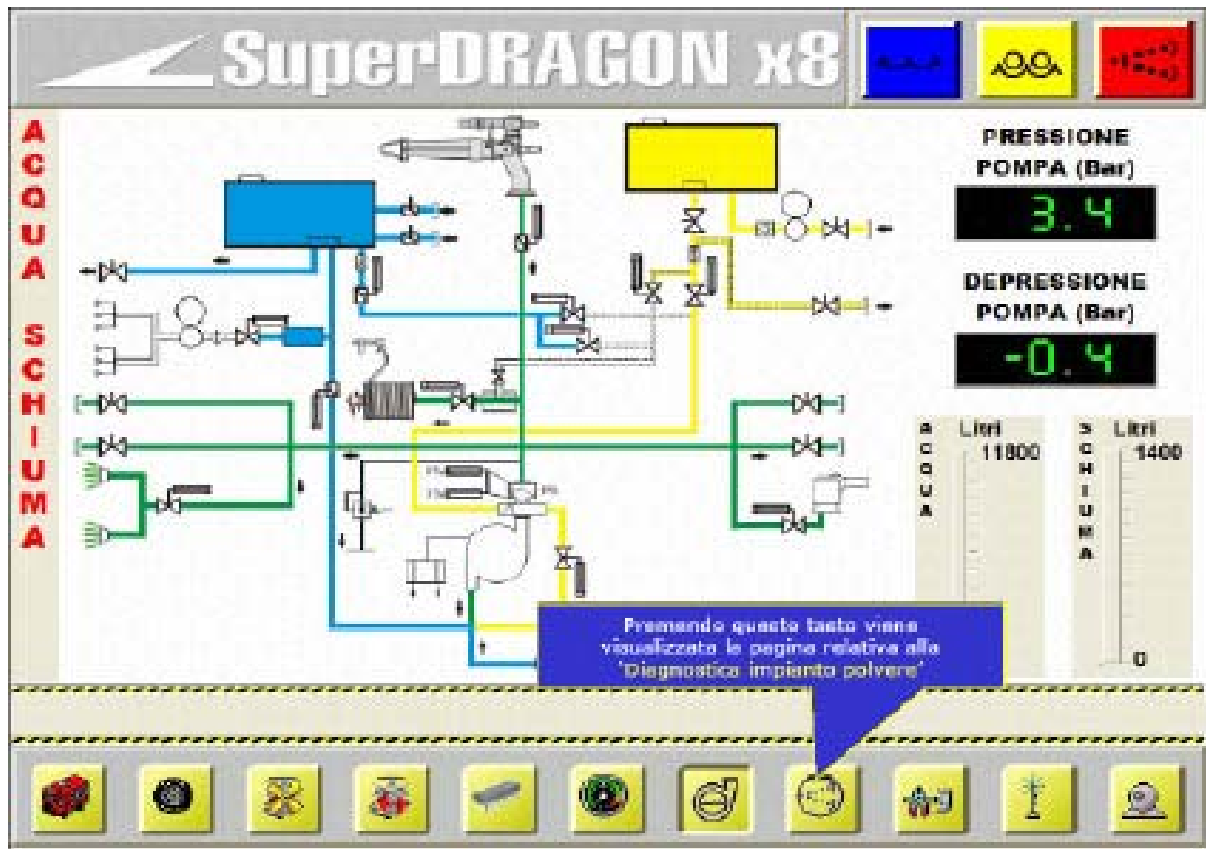 SuperDRAGON x8
ACQUA SCHIUMA
PRESSIONE
POMPA (Bar)
3.4
DEPRESSIONE
POMPA (Bar)
-0.4
ACQUA
Litri
11800
SCHIUMA
Litri
1400
0
Premendo questo tasto viene
visualizzata la pagina relativa alla
'Diagnostica impianto polvere'